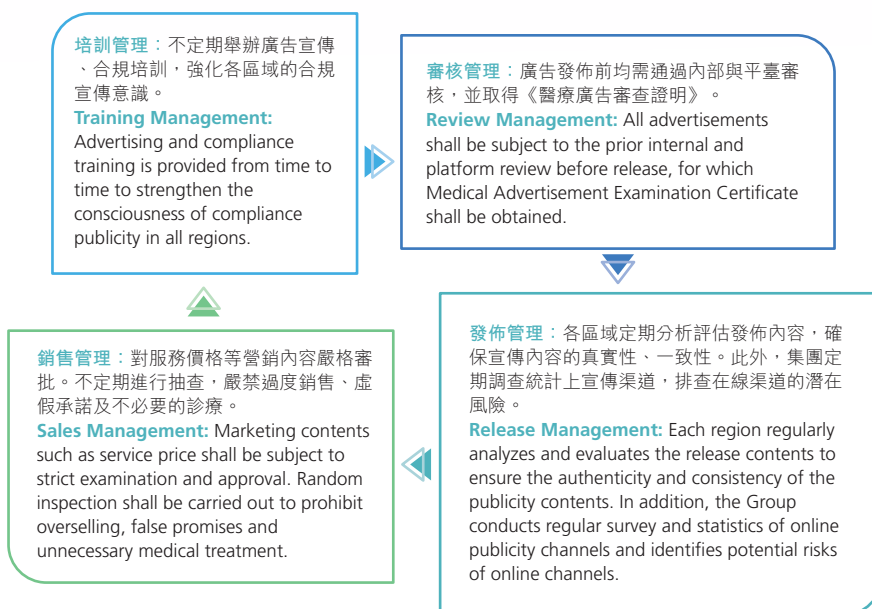 培訓管理：不定期舉辦廣告宣傳
、合規培訓，強化各區域的合規
宣傳意識。
Training Management:
Advertising and compliance
training is provided from time to
time to strengthen the
consciousness of compliance
publicity in all regions.
審核管理：廣告發佈前均需通過內部與平臺審
核，並取得《醫療廣告審查證明》。
Review Management: All advertisements
shall be subject to the prior internal and
platform review before release, for which
Medical Advertisement Examination Certificate
shall be obtained.
發佈管理：各區域定期分析評估發佈內容，確
保宣傳內容的真實性、一致性。此外，集團定
期調查統計上宣傳渠道，排查在線渠道的潛在
風險。
Release Management: Each region regularly
analyzes and evaluates the release contents to
ensure the authenticity and consistency of the
publicity contents. In addition, the Group
conducts regular survey and statistics of online
publicity channels and identifies potential risks
of online channels.
銷售管理：對服務價格等營銷內容嚴格審
批。不定期進行抽查，嚴禁過度銷售、虛
假承諾及不必要的診療。
Sales Management: Marketing contents
such as service price shall be subject to
strict examination and approval. Random
inspection shall be carried out to prohibit
overselling, false promises and
unnecessary medical treatment.